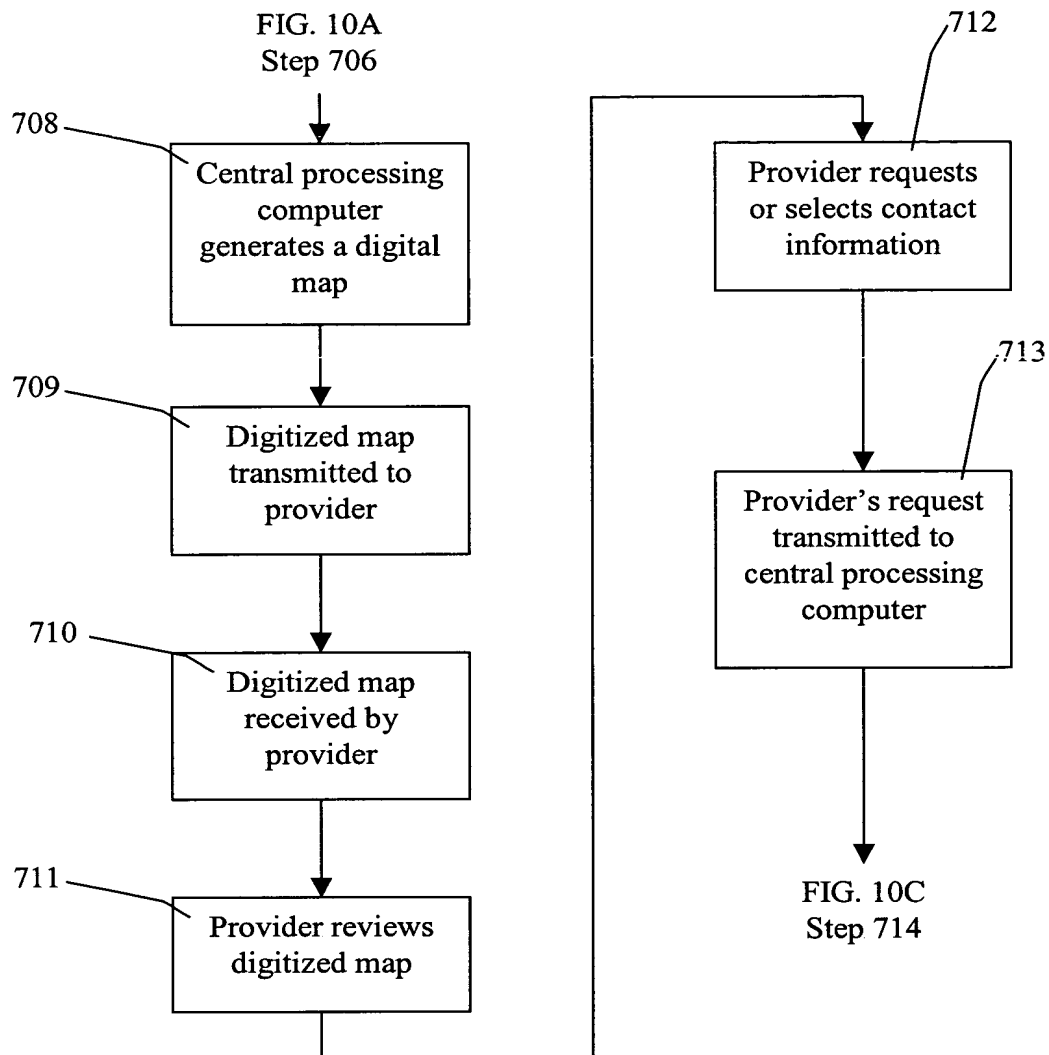 FIG. 10A
Step 706
708
Central processing
computer
generates a digital
map
709
Digitized map
transmitted to
provider
710
Digitized map
received by
provider
711
Provider reviews
digitized map
712
Provider requests
or selects contact
information
713
Provider’s request
transmitted to
central processing
computer
FIG. 10C
Step 714